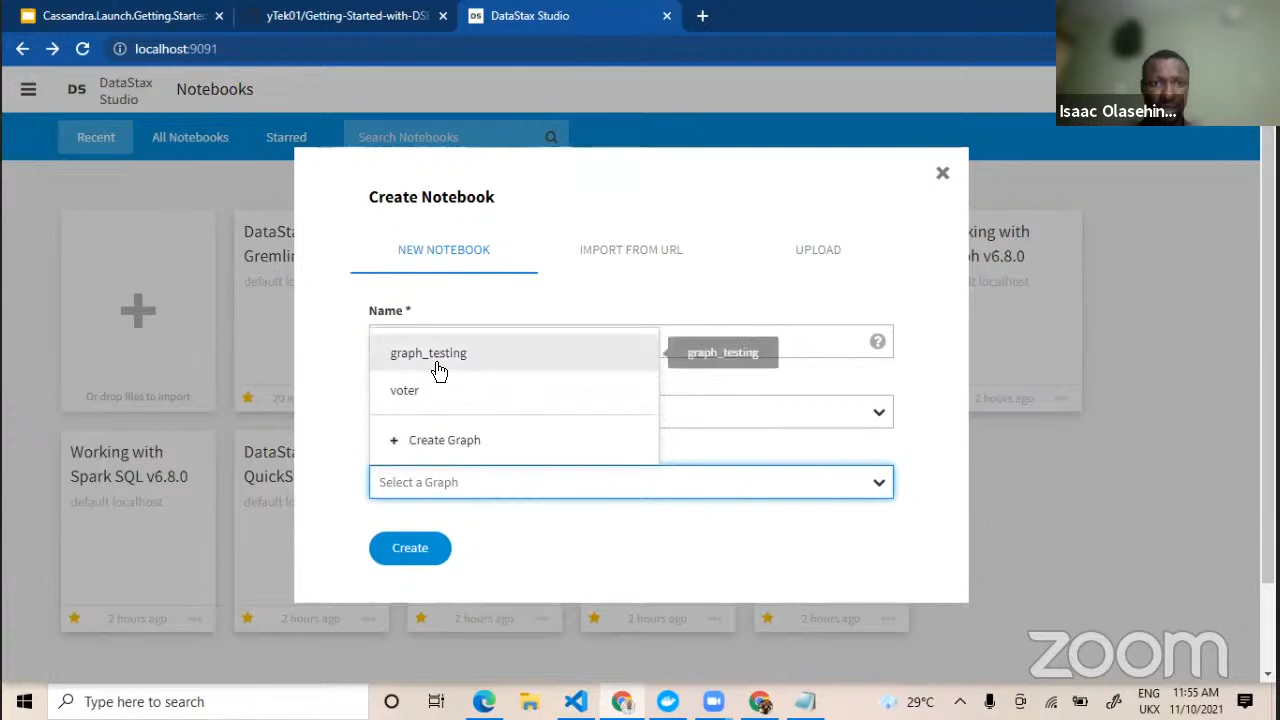 Cassandra.Launch.Getting.Starte
yTek01/Getting-Started-with-DSE
DataStax Studio
localhost:9091
Isaac Olasehin...
DS
DataStax
Studio
Notebooks
Recent
All Notebooks
Starred
Search Notebooks
Create Notebook
NEW NOTEBOOK
IMPORT FROM URL
UPLOAD
Name *
graph_testing
graph_testing
voter
Create Graph
Select a Graph
Create
Or drop files to import
20 m
DataSta
Gremlin
default lo
king with
ph v6.8.0
ocalhost
2 hours ago
Working with
Spark SQL v6.8.0
default localhost
2 hours ago
DataSta
QuickS
default lo
2 hours ago
2 hours ago
2 hours ago
2 hours ago
zoom
Type here to search
29°C
ENG
UKX
11:55 AM
11/10/2021